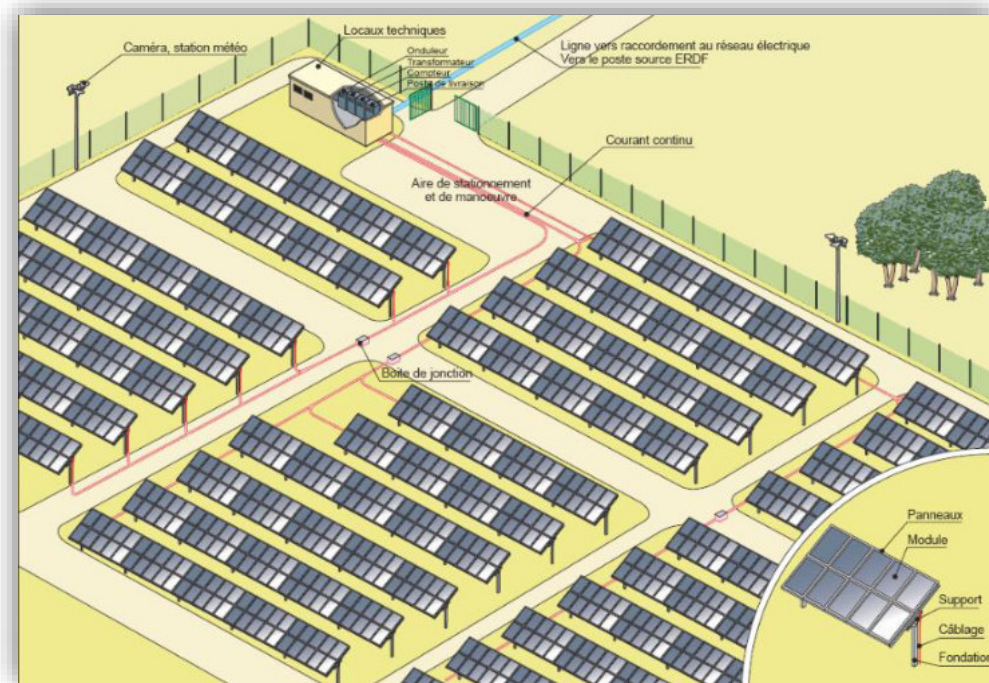 Locaux techniques
Caméra, station météo
Onduleur
Transformateur
Compteur
Poste de livraison
Ligne vers raccordement au réseau électrique
Vers le poste source ERDF
Courant continu
Aire de stationnement
et de manoeuvre
Boîte de jonction
Panneaux
Module
Support
Câblage
Fondation